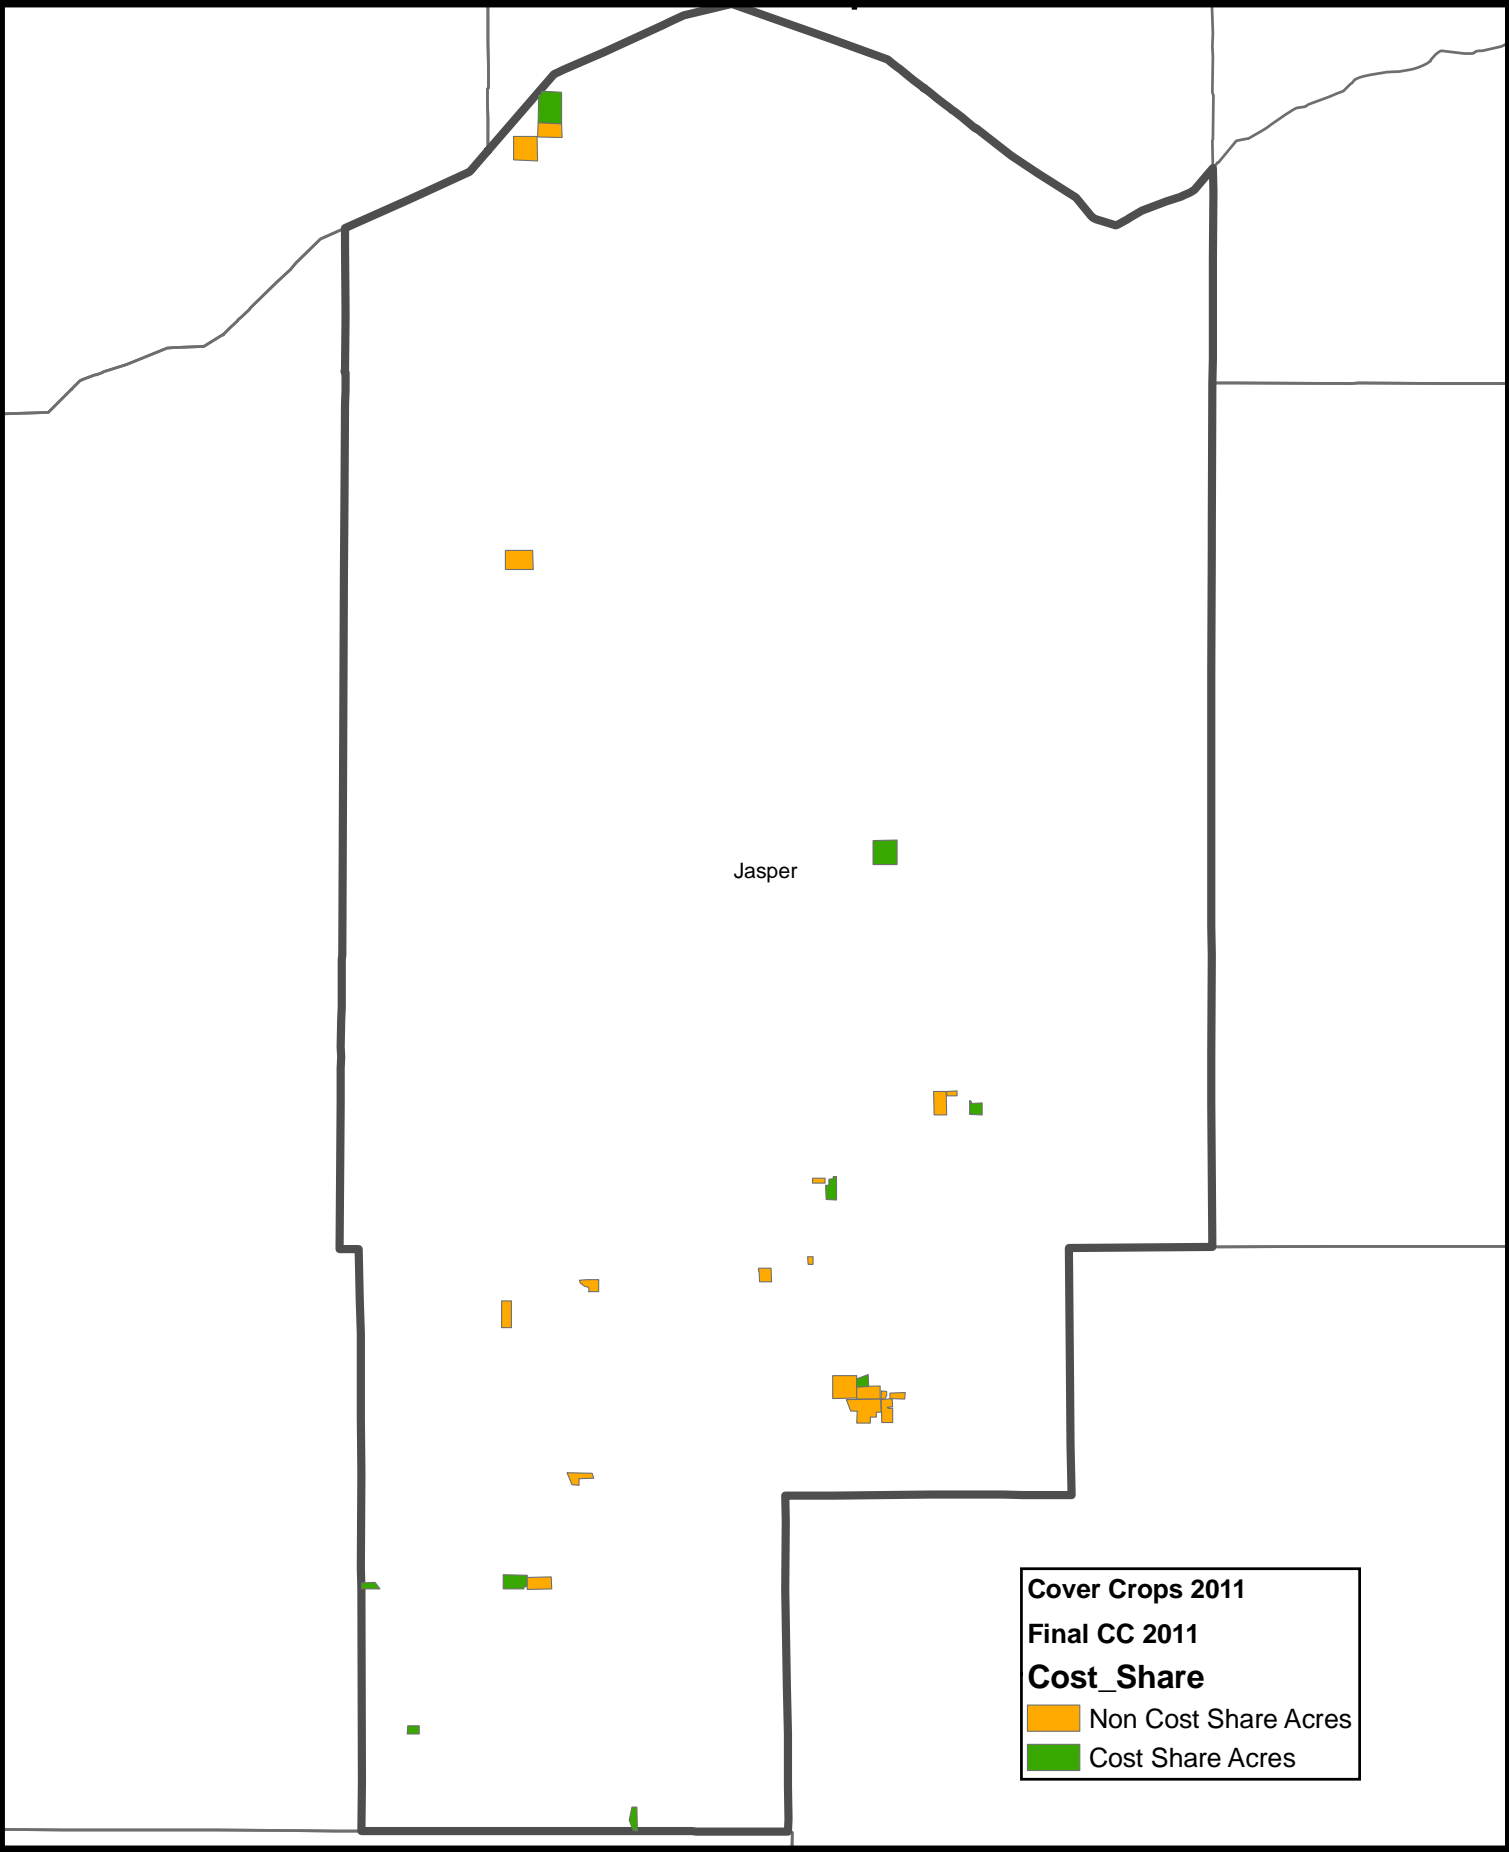 Jasper
Cover Crops 2011
Final CC 2011
Cost_Share
Non Cost Share Acres
Cost Share Acres